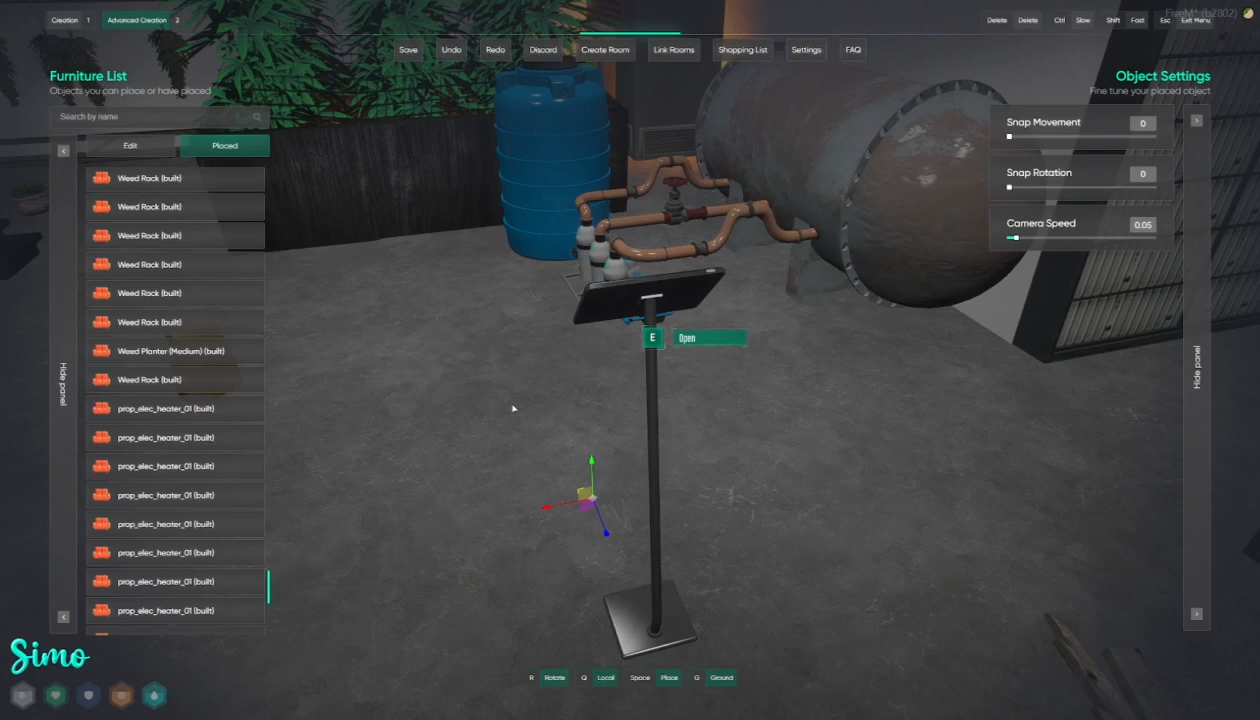 Creation 1 Advanced Creation 2
FiveM* (b2802)
Delete Delete Ctrl Slow Shift Fast Esc Exit Menu
Save Undo Redo Discard Create Room Link Rooms Shopping List Settings FAQ
Furniture List
Objects you can place or have placed
Search by name
Edit Placed
Weed Rack (built)
Weed Rack (built)
Weed Rack (built)
Weed Rack (built)
Weed Rack (built)
Weed Rack (built)
Weed Planter (Medium) (built)
Weed Rack (built)
prop_elec_heater_01 (built)
prop_elec_heater_01 (built)
prop_elec_heater_01 (built)
prop_elec_heater_01 (built)
prop_elec_heater_01 (built)
prop_elec_heater_01 (built)
prop_elec_heater_01 (built)
prop_elec_heater_01 (built)
Hide panel
E Open
Object Settings
Fine tune your placed object
Snap Movement 0
Snap Rotation 0
Camera Speed 0.05
Hide panel
Simo
R Rotate Q Local Space Place G Ground